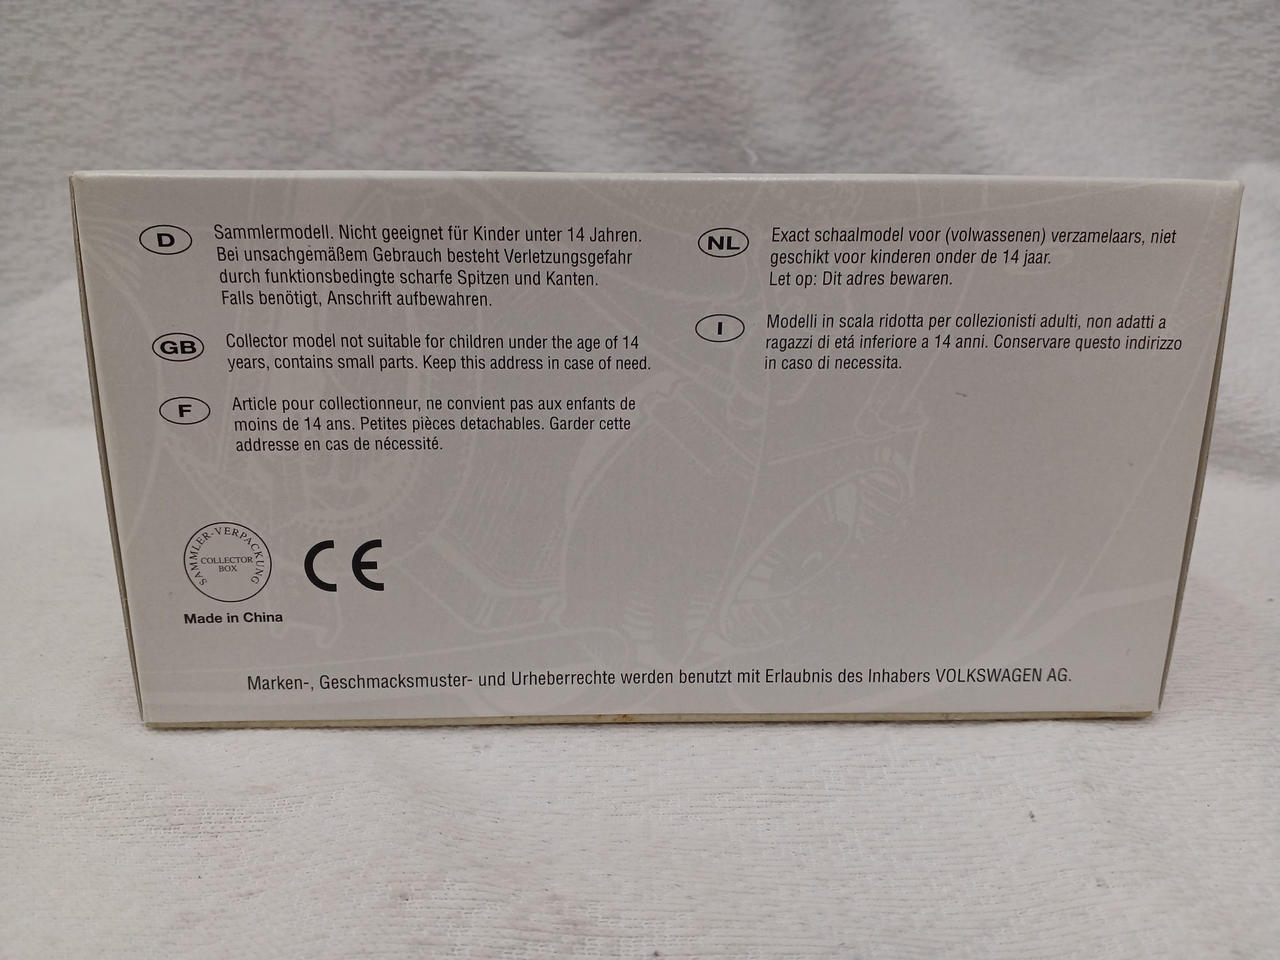 D
Sammlermodell. Nicht geeignet für Kinder unter 14 Jahren.
Bei unsachgemäßem Gebrauch besteht Verletzungsgefahr
durch funktionsbedingte scharfe Spitzen und Kanten.
Falls benötigt, Anschrift aufbewahren.
GB
Collector model not suitable for children under the age of 14
years, contains small parts. Keep this address in case of need.
F
Article pour collectionneur, ne convient pas aux enfants de
moins de 14 ans. Petites pièces detachables. Garder cette
addresse en cas de nécessité.
NL
Exact schaalmodel voor (volwassenen) verzamelaars, niet
geschikt voor kinderen onder de 14 jaar.
Let op: Dit adres bewaren.
I
Modelli in scala ridotta per collezionisti adulti, non adatti a
ragazzi di etá inferiore a 14 anni. Conservare questo indirizzo
in caso di necessita.
SAMMLER-VERPACKUNG
COLLECTOR
BOX
CE
Made in China
Marken-, Geschmacksmuster- und Urheberrechte werden benutzt mit Erlaubnis des Inhabers VOLKSWAGEN AG.